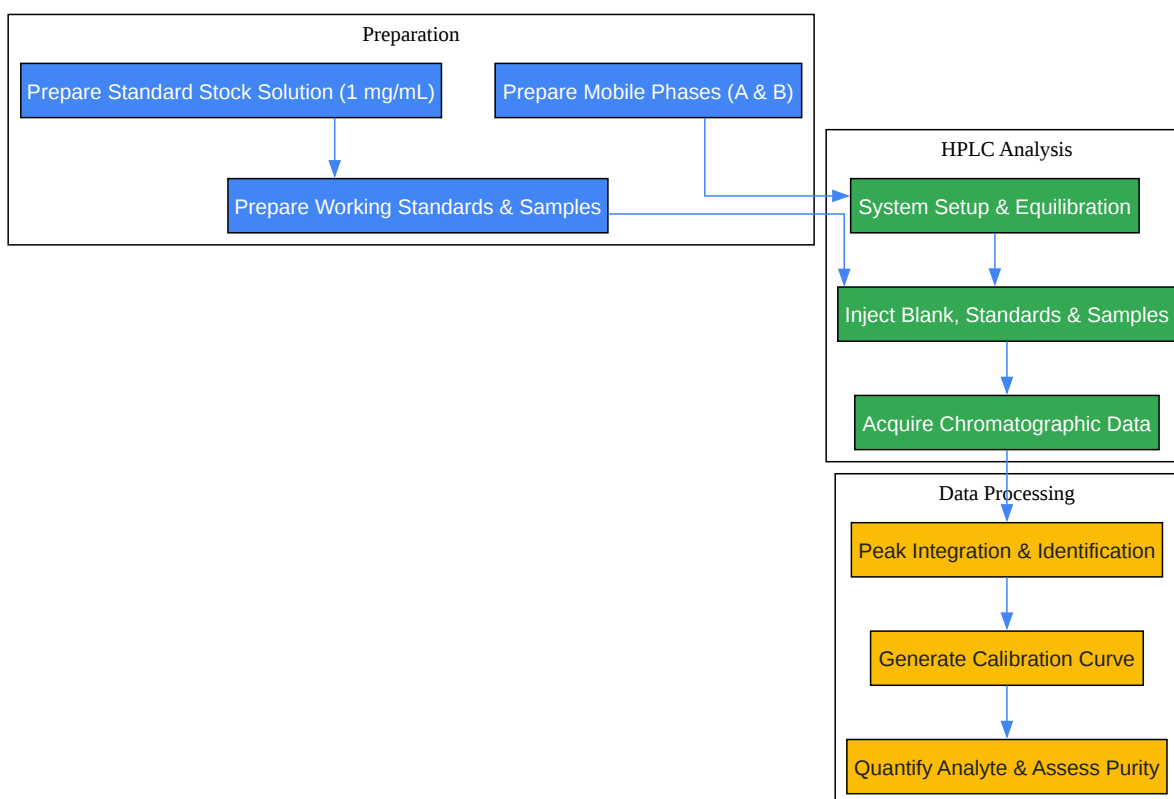 Preparation
Prepare Standard Stock Solution (1 mg/mL)
Prepare Mobile Phases (A & B)
Prepare Working Standards & Samples
HPLC Analysis
System Setup & Equilibration
Inject Blank, Standards & Samples
Acquire Chromatographic Data
Data Processing
Peak Integration & Identification
Generate Calibration Curve
Quantify Analyte & Assess Purity